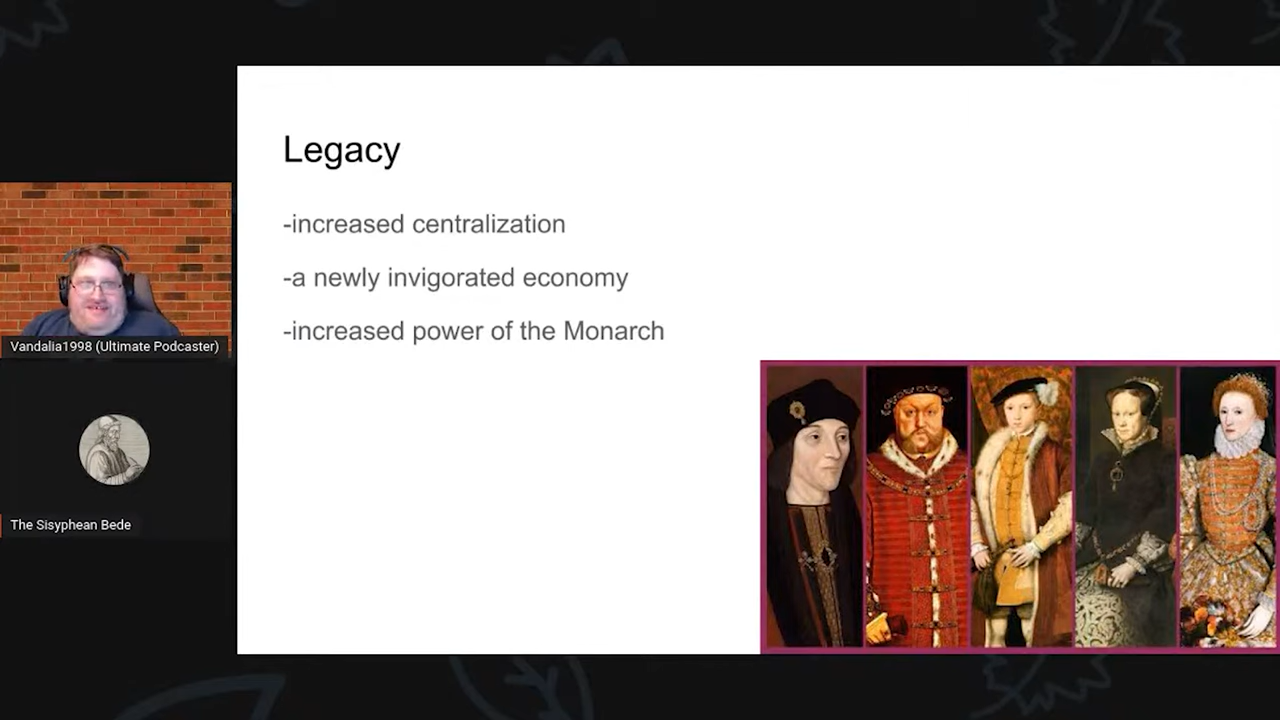 Legacy
-increased centralization
-a newly invigorated economy
-increased power of the Monarch
Vandalia1998 (Ultimate Podcaster)
The Sisyphean Bede